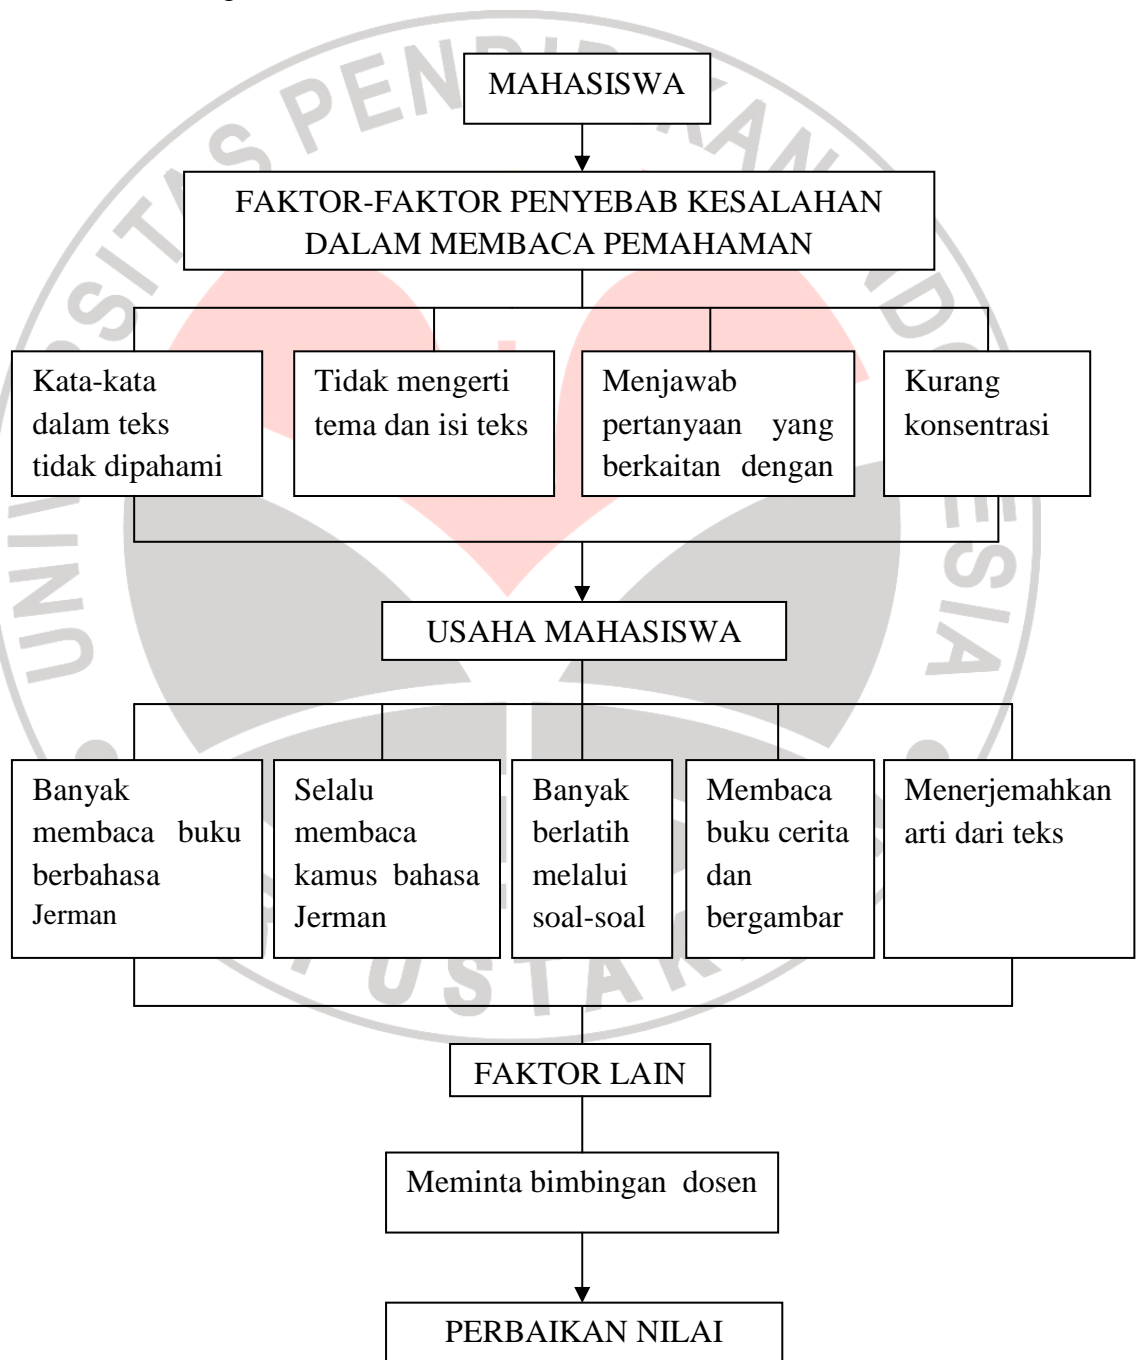 MAHASISWA
FAKTOR-FAKTOR PENYEBAB KESALAHAN
DALAM MEMBACA PEMAHAMAN
Kata-kata
dalam teks
tidak dipahami
Tidak mengerti
tema dan isi teks
Menjawab
pertanyaan yang
berkaitan dengan
Kurang
konsentrasi
USAHA MAHASISWA
Banyak
membaca buku
berbahasa
Jerman
Selalu
membaca
kamus bahasa
Jerman
Banyak
berlatih
melalui
soal-soal
Membaca
buku cerita
dan
bergambar
Menerjemahkan
arti dari teks
FAKTOR LAIN
Meminta bimbingan dosen
PERBAIKAN NILAI